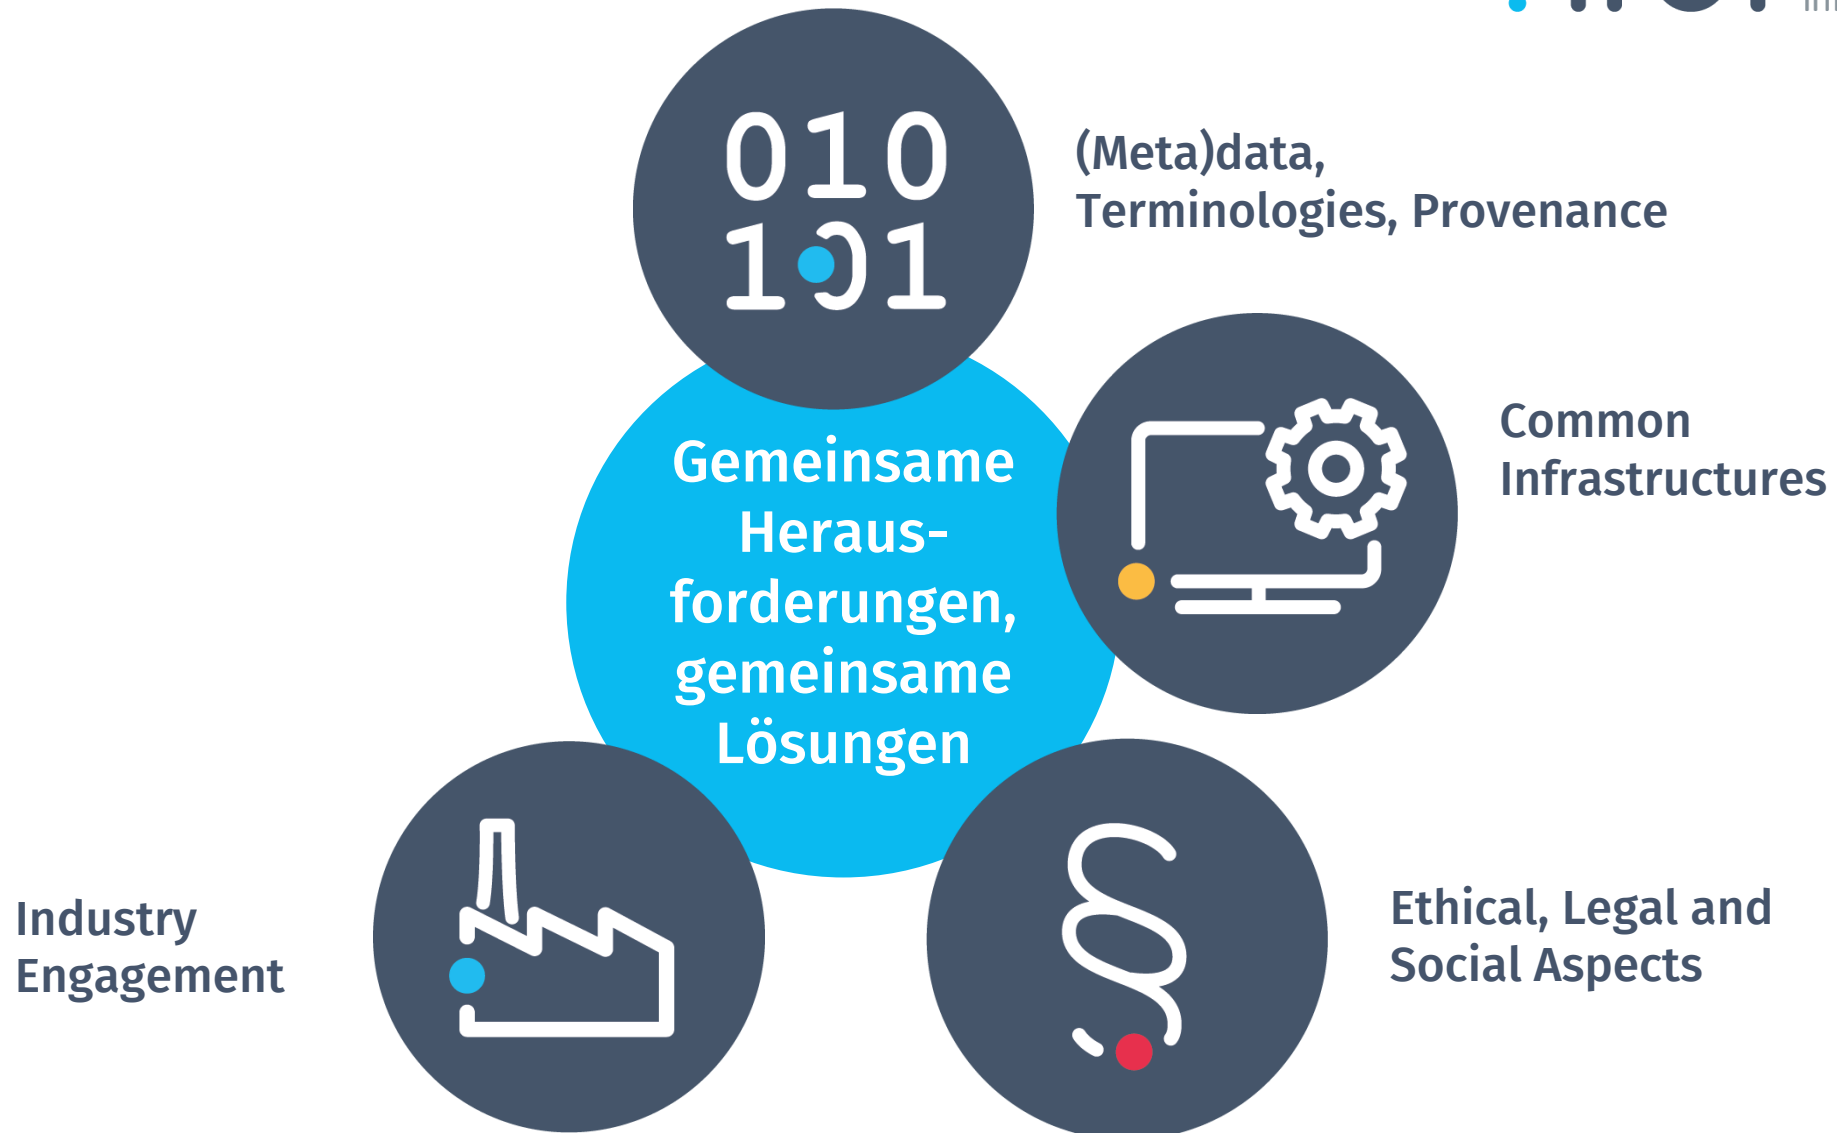 010
101
(Meta)data,
Terminologies, Provenance
Common
Infrastructures
Gemeinsame
Heraus-
forderungen,
gemeinsame
Lösungen
Industry
Engagement
§
Ethical, Legal and
Social Aspects